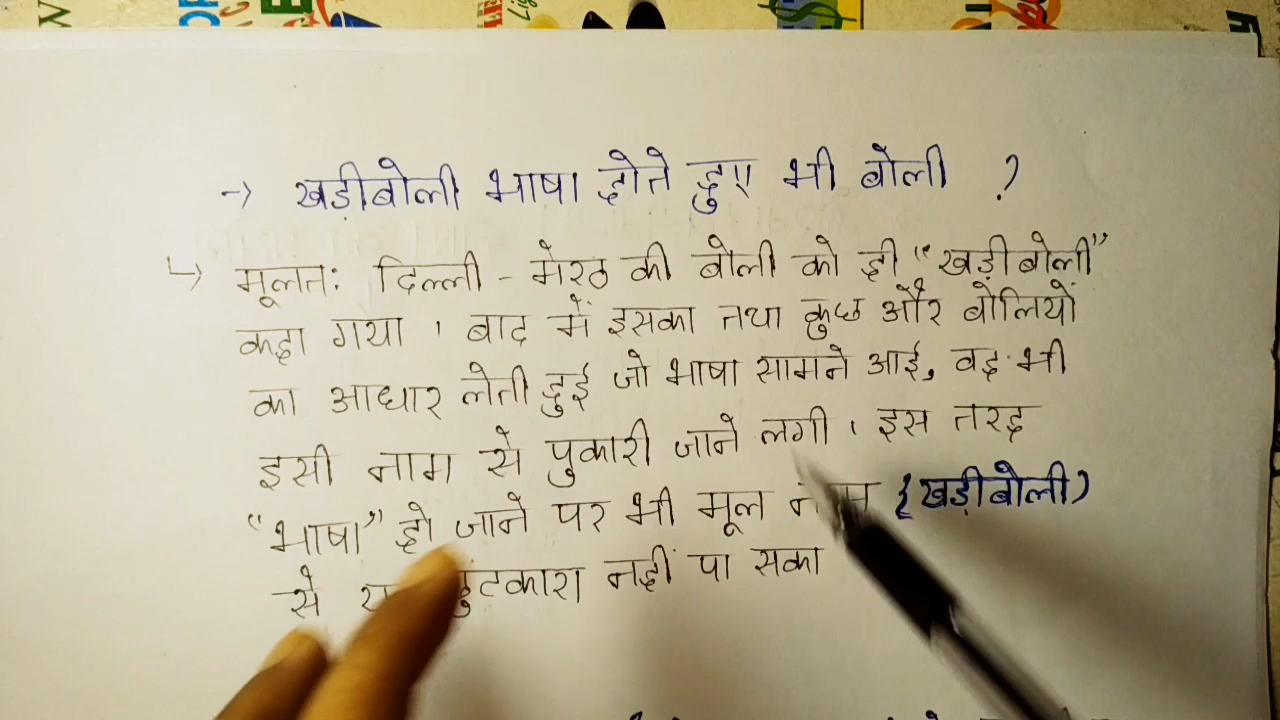 → खड़ीबोली भाषा होते हुए भी बोली ?
↳ मूलत: दिल्ली - मेरठ की बोली को ही "खड़ीबोली"
कहा गया । बाद में इसका तथा कुछ और बोलियों
का आधार लेती हुई जो भाषा सामने आई, वह भी
इसी नाम से पुकारी जाने लगी । इस तरह
"भाषा" हो जाने पर भी मूल {खड़ीबोली)
से नहीं पा सका